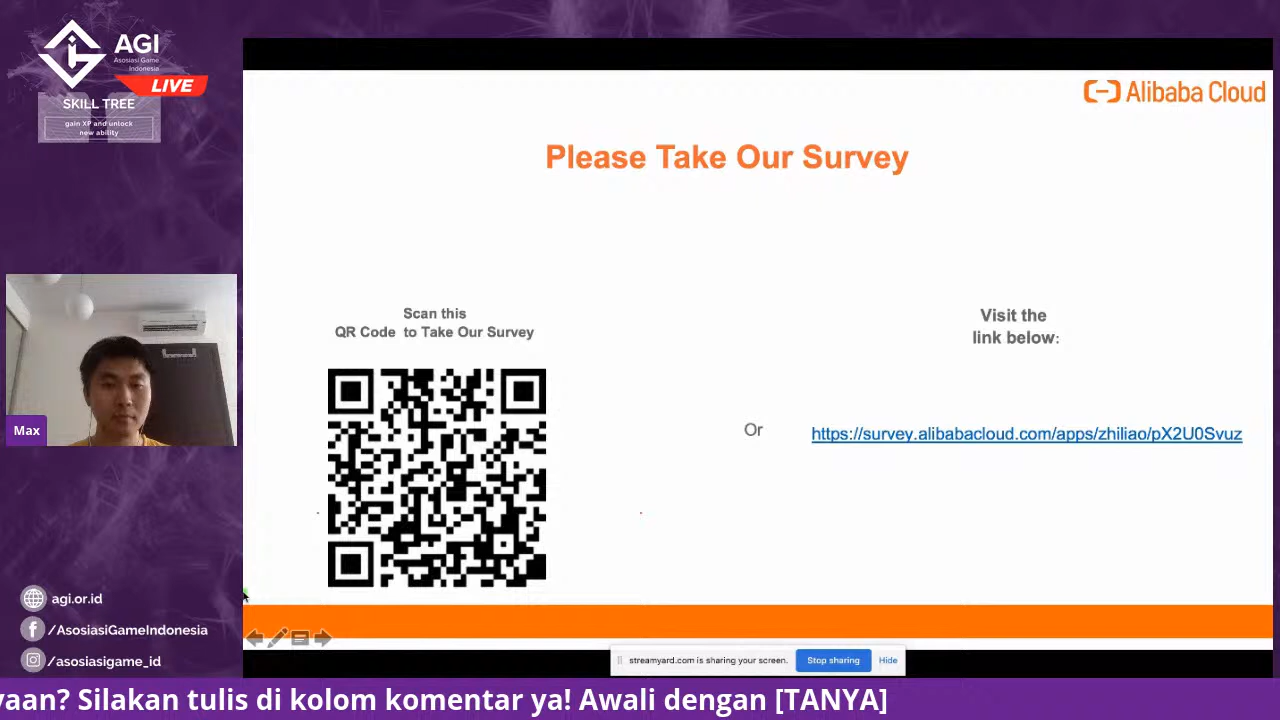 AGI
Asosiasi Game
Indonesia
LIVE
SKILL TREE
gain XP and unlock
new ability
Alibaba Cloud
Please Take Our Survey
Scan this
QR Code to Take Our Survey
Visit the
link below:
Or
https://survey.alibabacloud.com/apps/zhiliao/pX2U0Svuz
Max
agi.or.id
/AsosiasiGameIndonesia
/asosiasigame_id
streamyard.com is sharing your screen.
Stop sharing
Hide
yaan? Silakan tulis di kolom komentar ya! Awali dengan [TANYA]